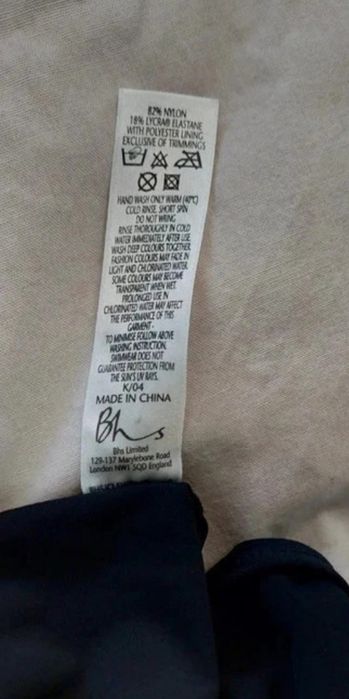 82% NYLON
18% LYCRA® ELASTANE
WITH POLYESTER LINING
EXCLUSIVE OF TRIMMINGS
HAND WASH ONLY WARM (40°C)
COLD RINSE. SHORT SPIN
DO NOT WRING
RINSE THOROUGHLY IN COLD
WATER IMMEDIATELY AFTER USE.
WASH DEEP COLOURS TOGETHER.
FASHION COLOURS MAY FADE IN
LIGHT AND CHLORINATED WATER.
SOME COLOURS MAY BECOME
TRANSPARENT WHEN WET.
PROLONGED USE IN
CHLORINATED WATER MAY AFFECT
THE PERFORMANCE OF THIS
GARMENT -
TO MINIMISE FOLLOW ABOVE
WASHING INSTRUCTION.
SWIMWEAR DOES NOT
GUARANTEE PROTECTION FROM
THE SUN'S UV RAYS.
K/04
MADE IN CHINA
Bhs
Bhs Limited
129-137 Marylebone Road
London NW1 5QD England